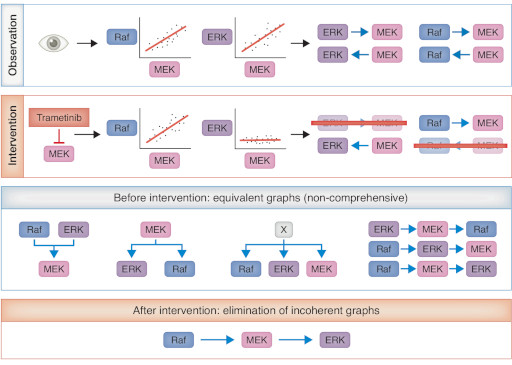 Observation
Raf
MEK
ERK
MEK
ERK MEK
ERK MEK
Raf MEK
Raf MEK
Intervention
Trametinib
MEK
Raf
MEK
ERK
MEK
ERK MEK
ERK MEK
Raf MEK
Raf MEK
Before intervention: equivalent graphs (non-comprehensive)
Raf ERK
MEK
MEK
ERK Raf
X
Raf ERK MEK
ERK MEK Raf
Raf ERK MEK
Raf MEK ERK
After intervention: elimination of incoherent graphs
Raf MEK ERK